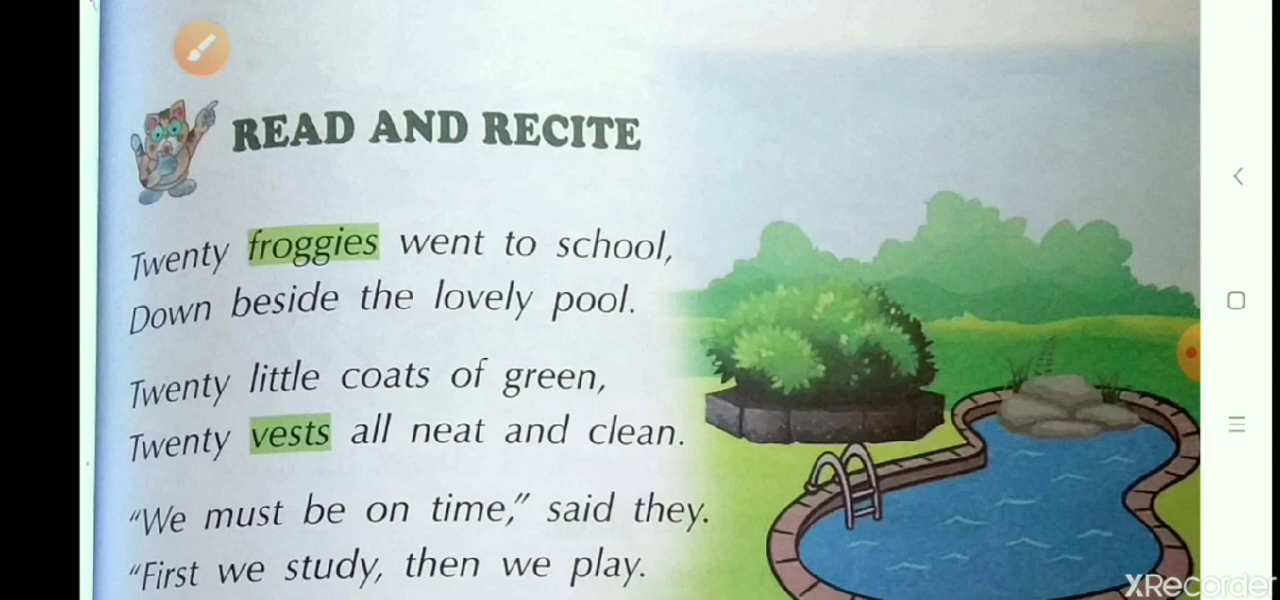 READ AND RECITE
Twenty froggies went to school,
Down beside the lovely pool.
Twenty little coats of green,
Twenty vests all neat and clean.
"We must be on time," said they.
"First we study, then we play.
XRecorder